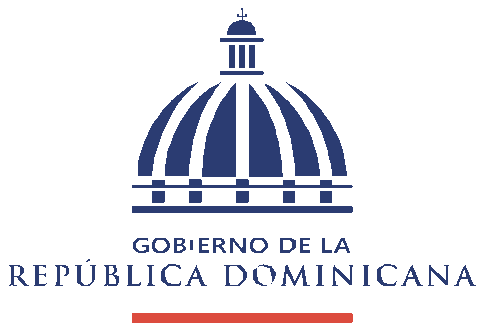 GOBIERNO DE LA
REPÚBLICA DOMINICANA